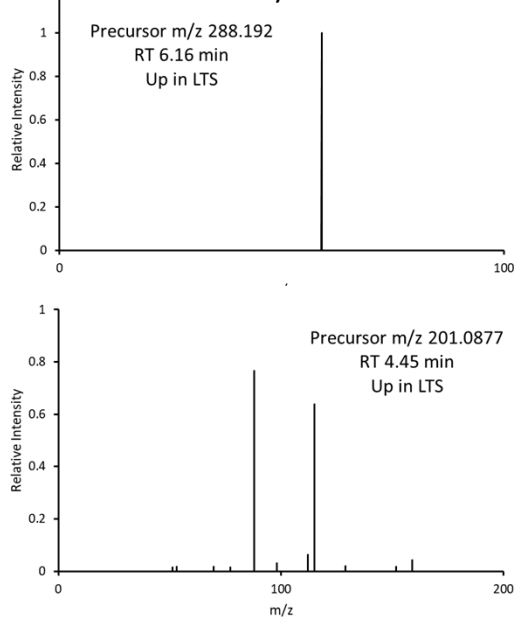 Precursor m/z 288.192
RT 6.16 min
Up in LTS
Relative Intensity
1
0.8
0.6
0.4
0.2
0
0
100
Precursor m/z 201.0877
RT 4.45 min
Up in LTS
Relative Intensity
1
0.8
0.6
0.4
0.2
0
0
100
200
m/z